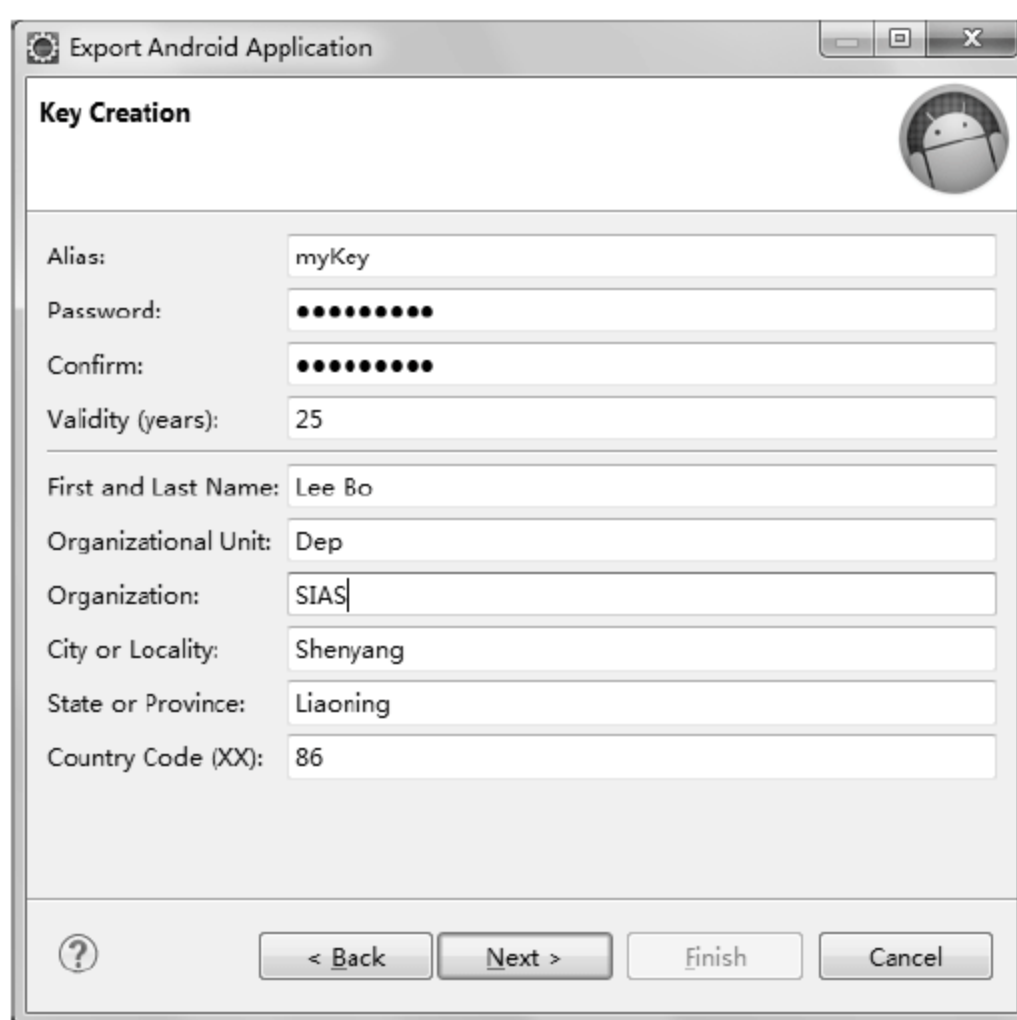 Export Android Application
Key Creation
Alias: myKey
Password: ●●●●●●●●●
Confirm: ●●●●●●●●●
Validity (years): 25
First and Last Name: Lee Bo
Organizational Unit: Dep
Organization: SIAS
City or Locality: Shenyang
State or Province: Liaoning
Country Code (XX): 86
? < Back Next > Finish Cancel